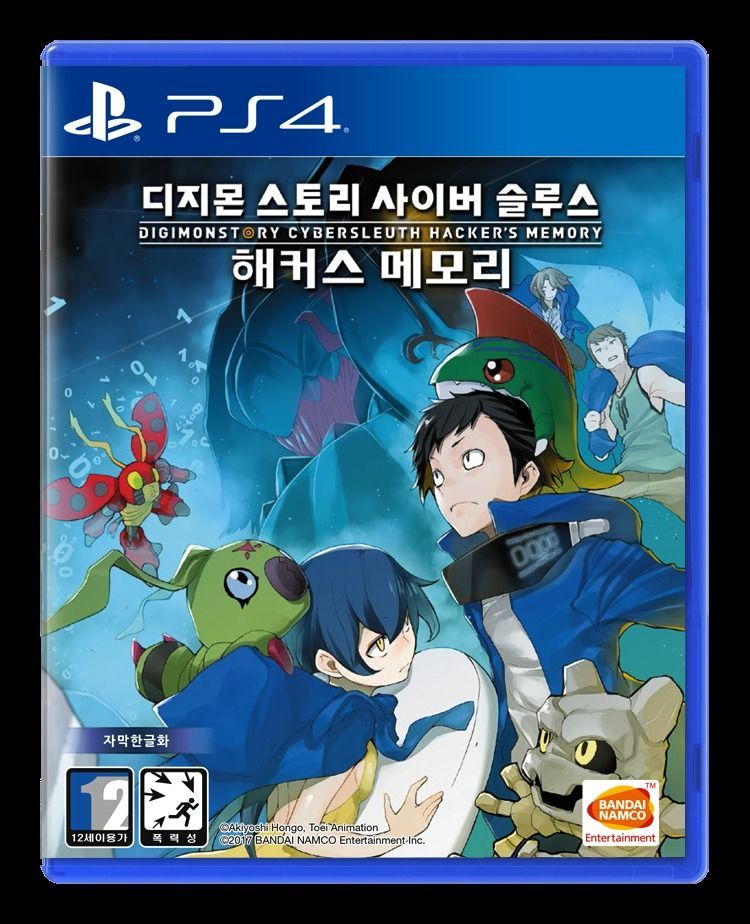 PS4
디지몬 스토리 사이버 슬루스
DIGIMONSTORY CYBERSLEUTH HACKER'S MEMORY
해커스 메모리
000
자막한글화
12
12세이용가
폭력성
©Akiyoshi Hongo, Toei Animation
©2017 BANDAI NAMCO Entertainment Inc.
BANDAI
NAMCO
Entertainment
TM